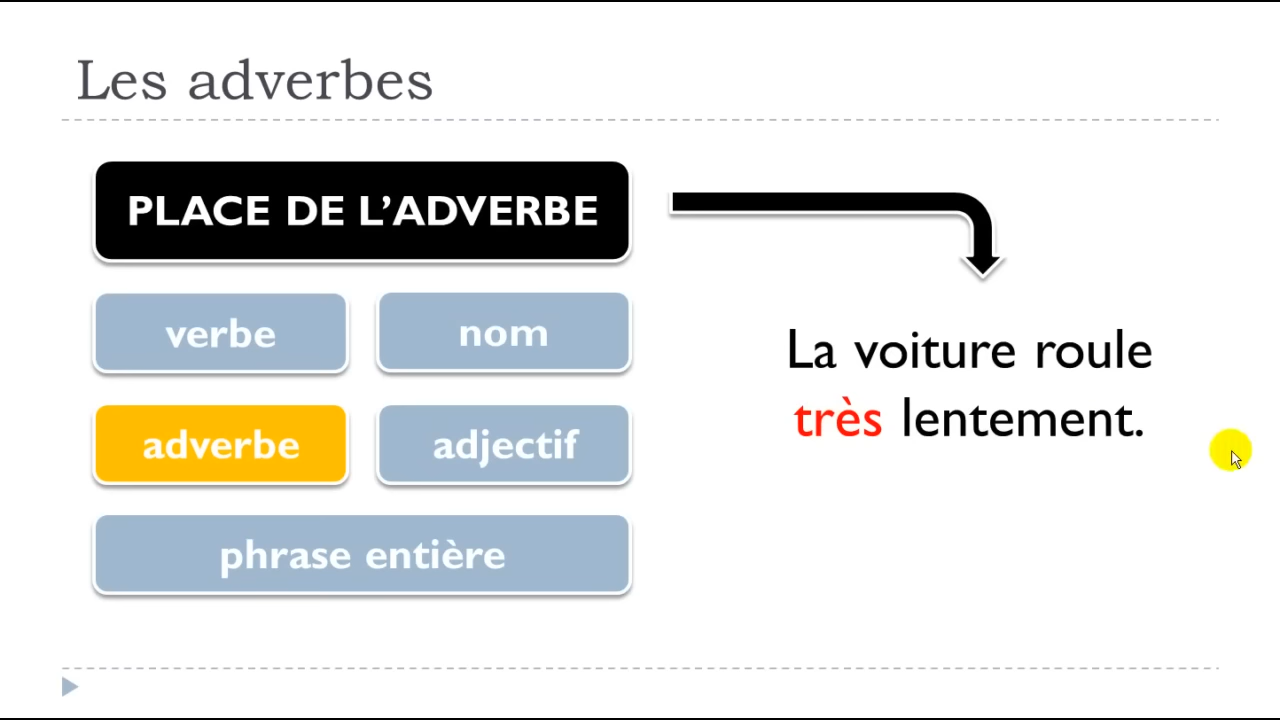 Les adverbes
PLACE DE L’ADVERBE
verbe
nom
adverbe
adjectif
phrase entière
La voiture roule
très lentement.